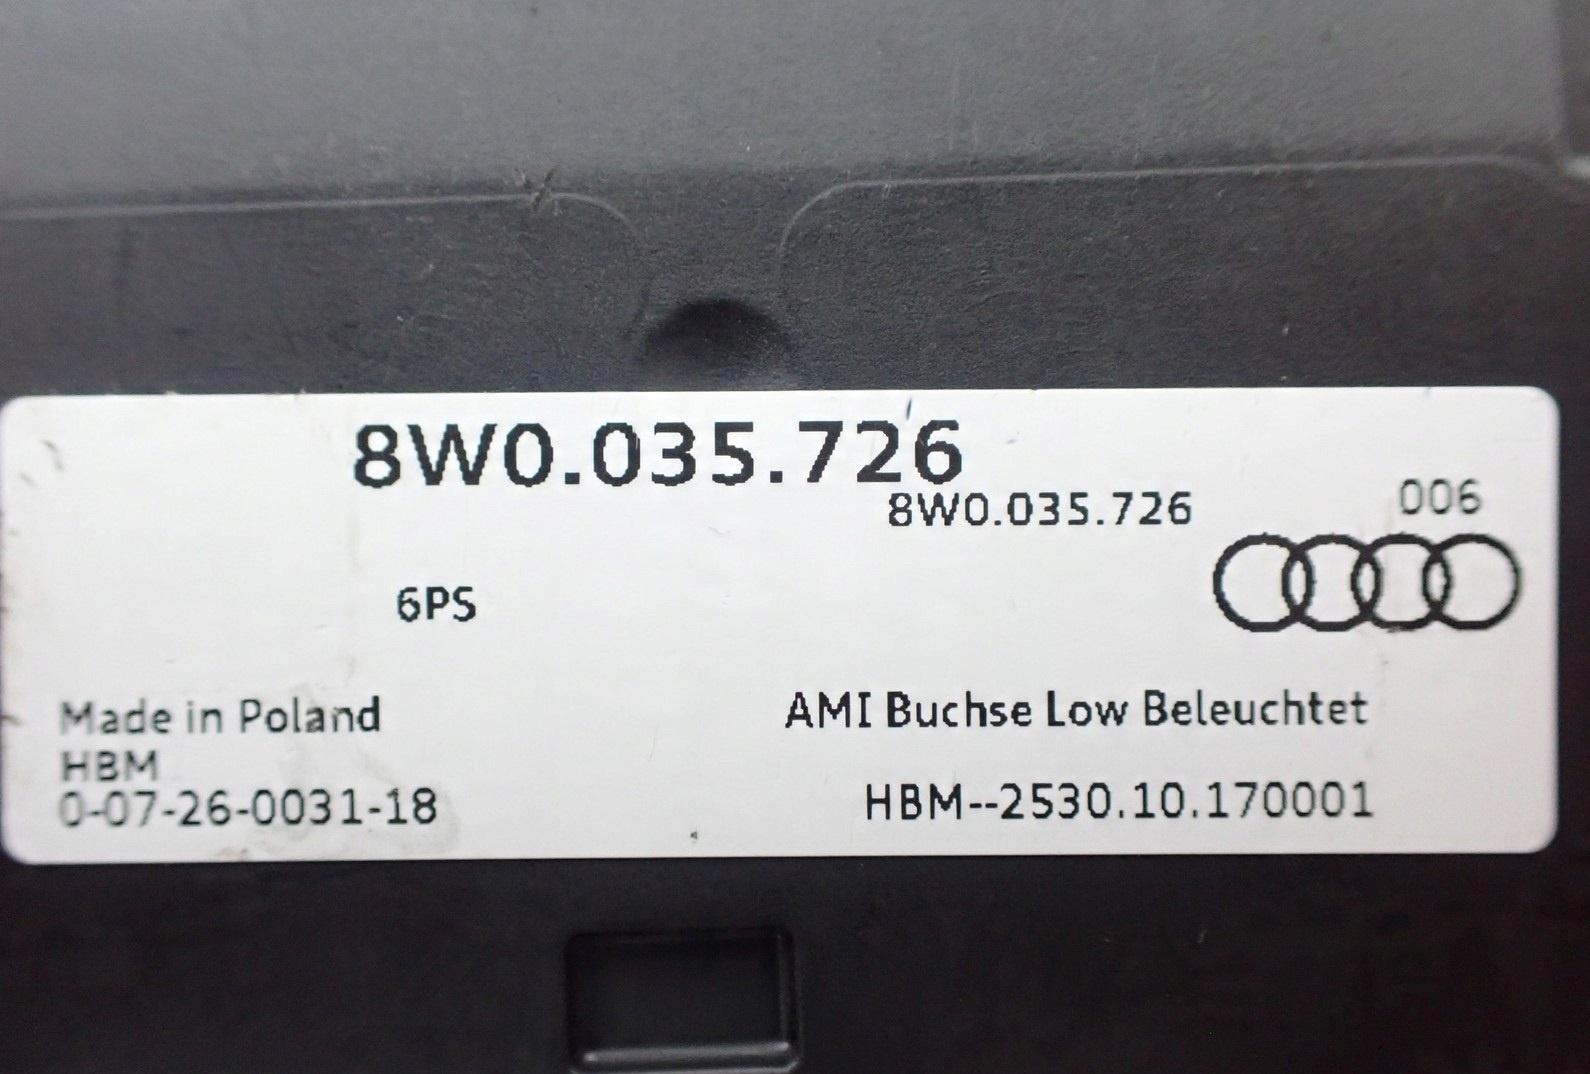 8W0.035.726
8W0.035.726
006
6PS
Made in Poland
AMI Buchse Low Beleuchtet
HBM
0-07-26-0031-18
HBM--2530.10.170001